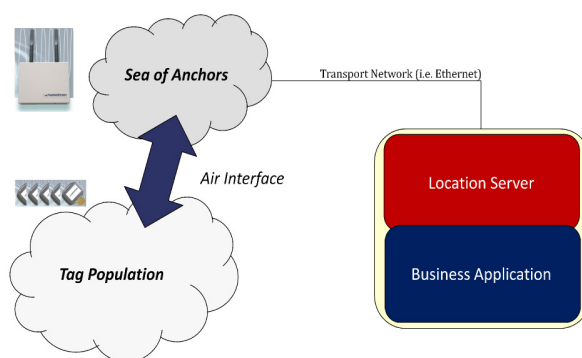 Sea of Anchors
Transport Network (i.e. Ethernet)
Air Interface
Location Server
Tag Population
Business Application